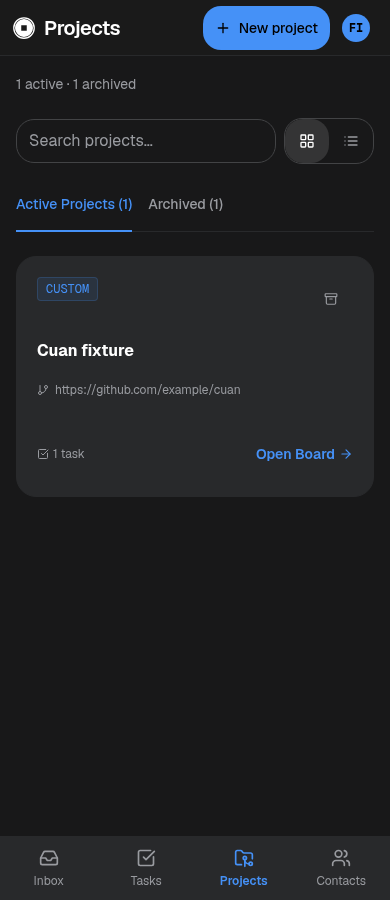 Projects
New project
FI
1 active · 1 archived
Search projects...
Active Projects (1)
Archived (1)
CUSTOM
Cuan fixture
https://github.com/example/cuan
1 task
Open Board
Inbox
Tasks
Projects
Contacts